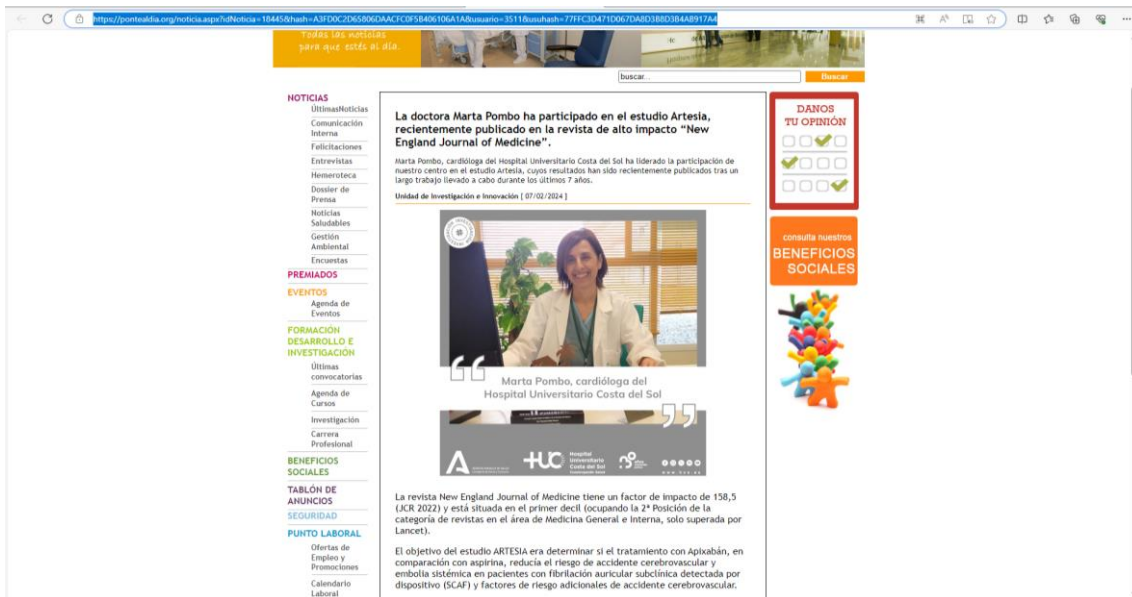 https://pontealdia.org/noticia.aspx?idNoticia=18445&hash=A3FD0C2D65806DAACFC0F5B406106A1A&usuario=3511&usuhash=77FFC3D471D067DA8D3B8D3B4AB917A4
Todas las noticias
para que estés al día.
buscar...
Buscar
NOTICIAS
ÚltimasNoticias
Comunicación
Interna
Felicitaciones
Entrevistas
Hemeroteca
Dossier de
Prensa
Noticias
Saludables
Gestión
Ambiental
Encuestas
PREMIADOS
EVENTOS
Agenda de
Eventos
FORMACIÓN
DESARROLLO E
INVESTIGACIÓN
Últimas
convocatorias
Agenda de
Cursos
Investigación
Carrera
Profesional
BENEFICIOS
SOCIALES
TABLÓN DE
ANUNCIOS
SEGURIDAD
PUNTO LABORAL
Ofertas de
Empleo y
Promociones
Calendario
Laboral
La doctora Marta Pombo ha participado en el estudio Artesia,
recientemente publicado en la revista de alto impacto “New
England Journal of Medicine”.
Marta Pombo, cardióloga del Hospital Universitario Costa del Sol ha liderado la participación de
nuestro centro en el estudio Artesia, cuyos resultados han sido recientemente publicados tras un
largo trabajo llevado a cabo durante los últimos 7 años.
Unidad de Investigación e Innovación [ 07/02/2024 ]
Marta Pombo, cardióloga del
Hospital Universitario Costa del Sol
HUC
Hospital
Universitario
Costa del Sol
La revista New England Journal of Medicine tiene un factor de impacto de 158,5
(JCR 2022) y está situada en el primer decil (ocupando la 2ª Posición de la
categoría de revistas en el área de Medicina General e Interna, solo superada por
Lancet).
El objetivo del estudio ARTESIA era determinar si el tratamiento con Apixabán, en
comparación con aspirina, reducía el riesgo de accidente cerebrovascular y
embolia sistémica en pacientes con fibrilación auricular subclínica detectada por
dispositivo (SCAF) y factores de riesgo adicionales de accidente cerebrovascular.
DANOS
TU OPINIÓN
consulta nuestros
BENEFICIOS
SOCIALES